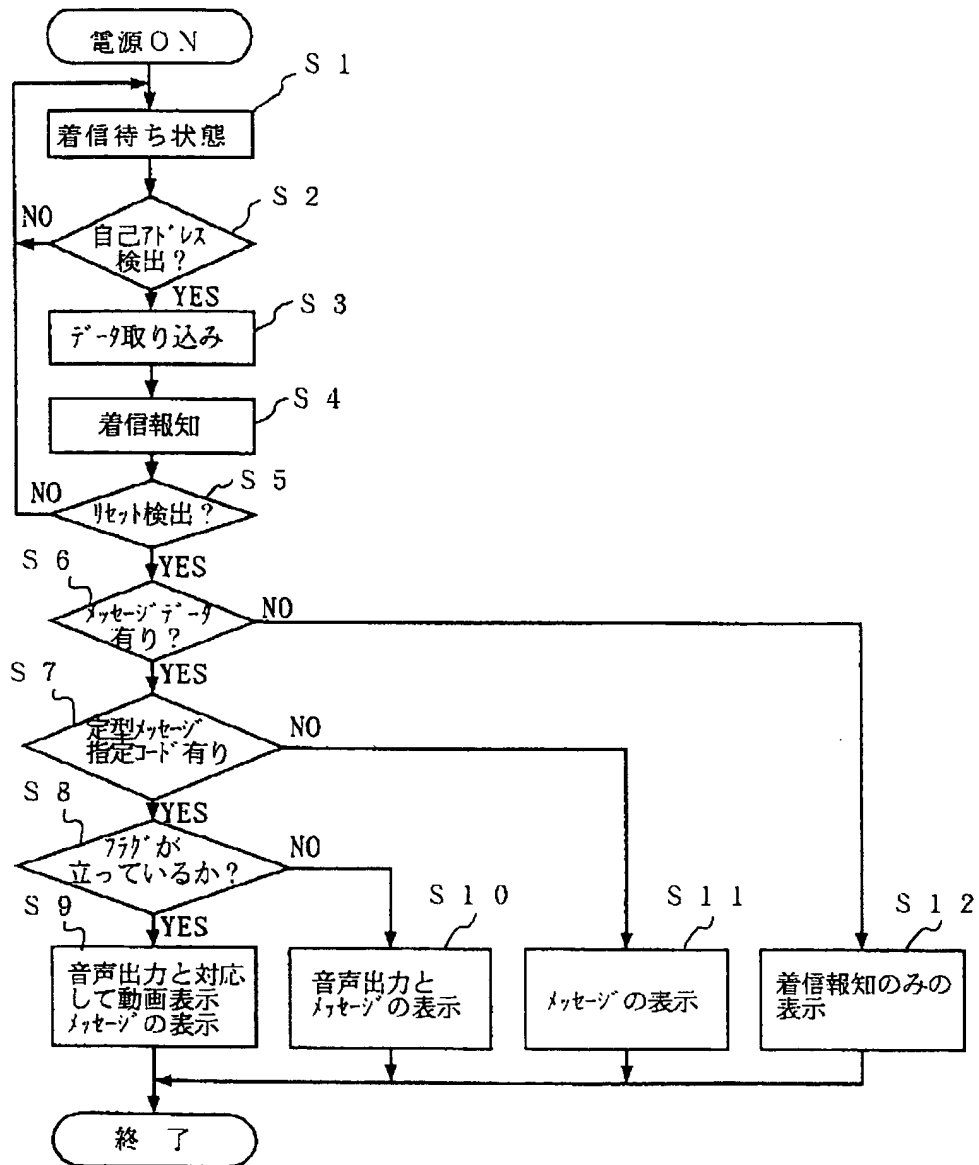 電源ON
S1
着信待ち状態
S2
NO
自己アドレス
検出?
YES
S3
データ取り込み
S4
着信報知
S5
NO
リセット検出?
YES
S6
メッセージデータ
有り?
NO
YES
S7
定型メッセージ
指定コード有り
NO
YES
S8
フラグが
立っているか?
NO
YES
S9
音声出力と対応
して動画表示
メッセージの表示
S10
音声出力と
メッセージの表示
S11
メッセージの表示
S12
着信報知のみの
表示
終了